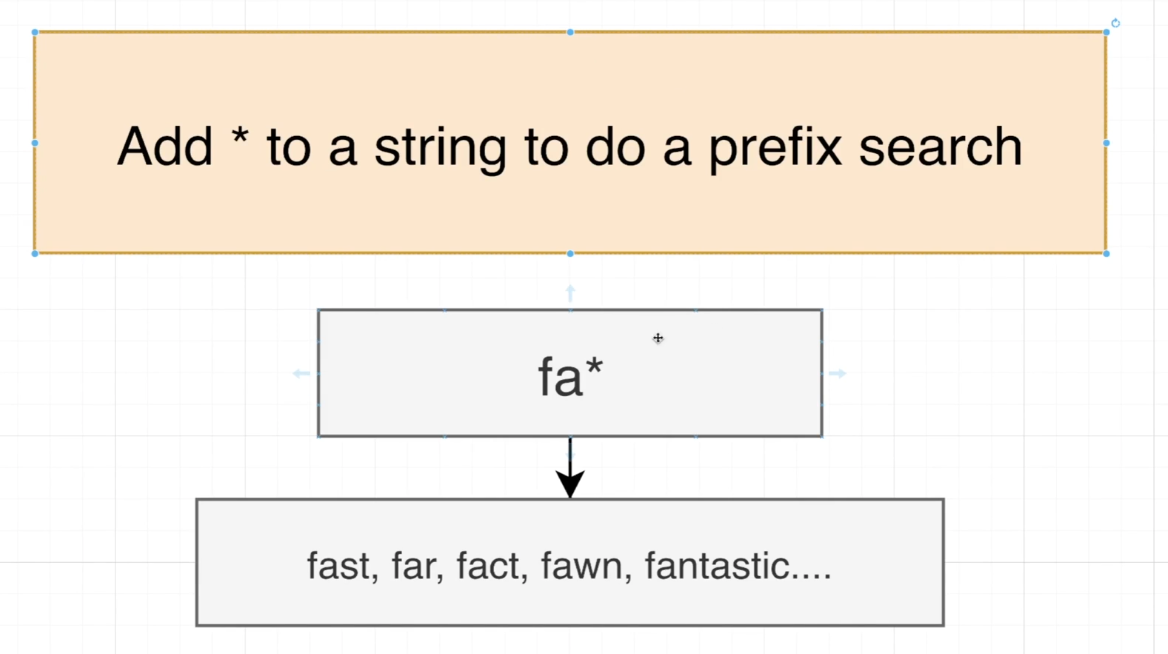 Add * to a string to do a prefix search
fa*
fast, far, fact, fawn, fantastic....